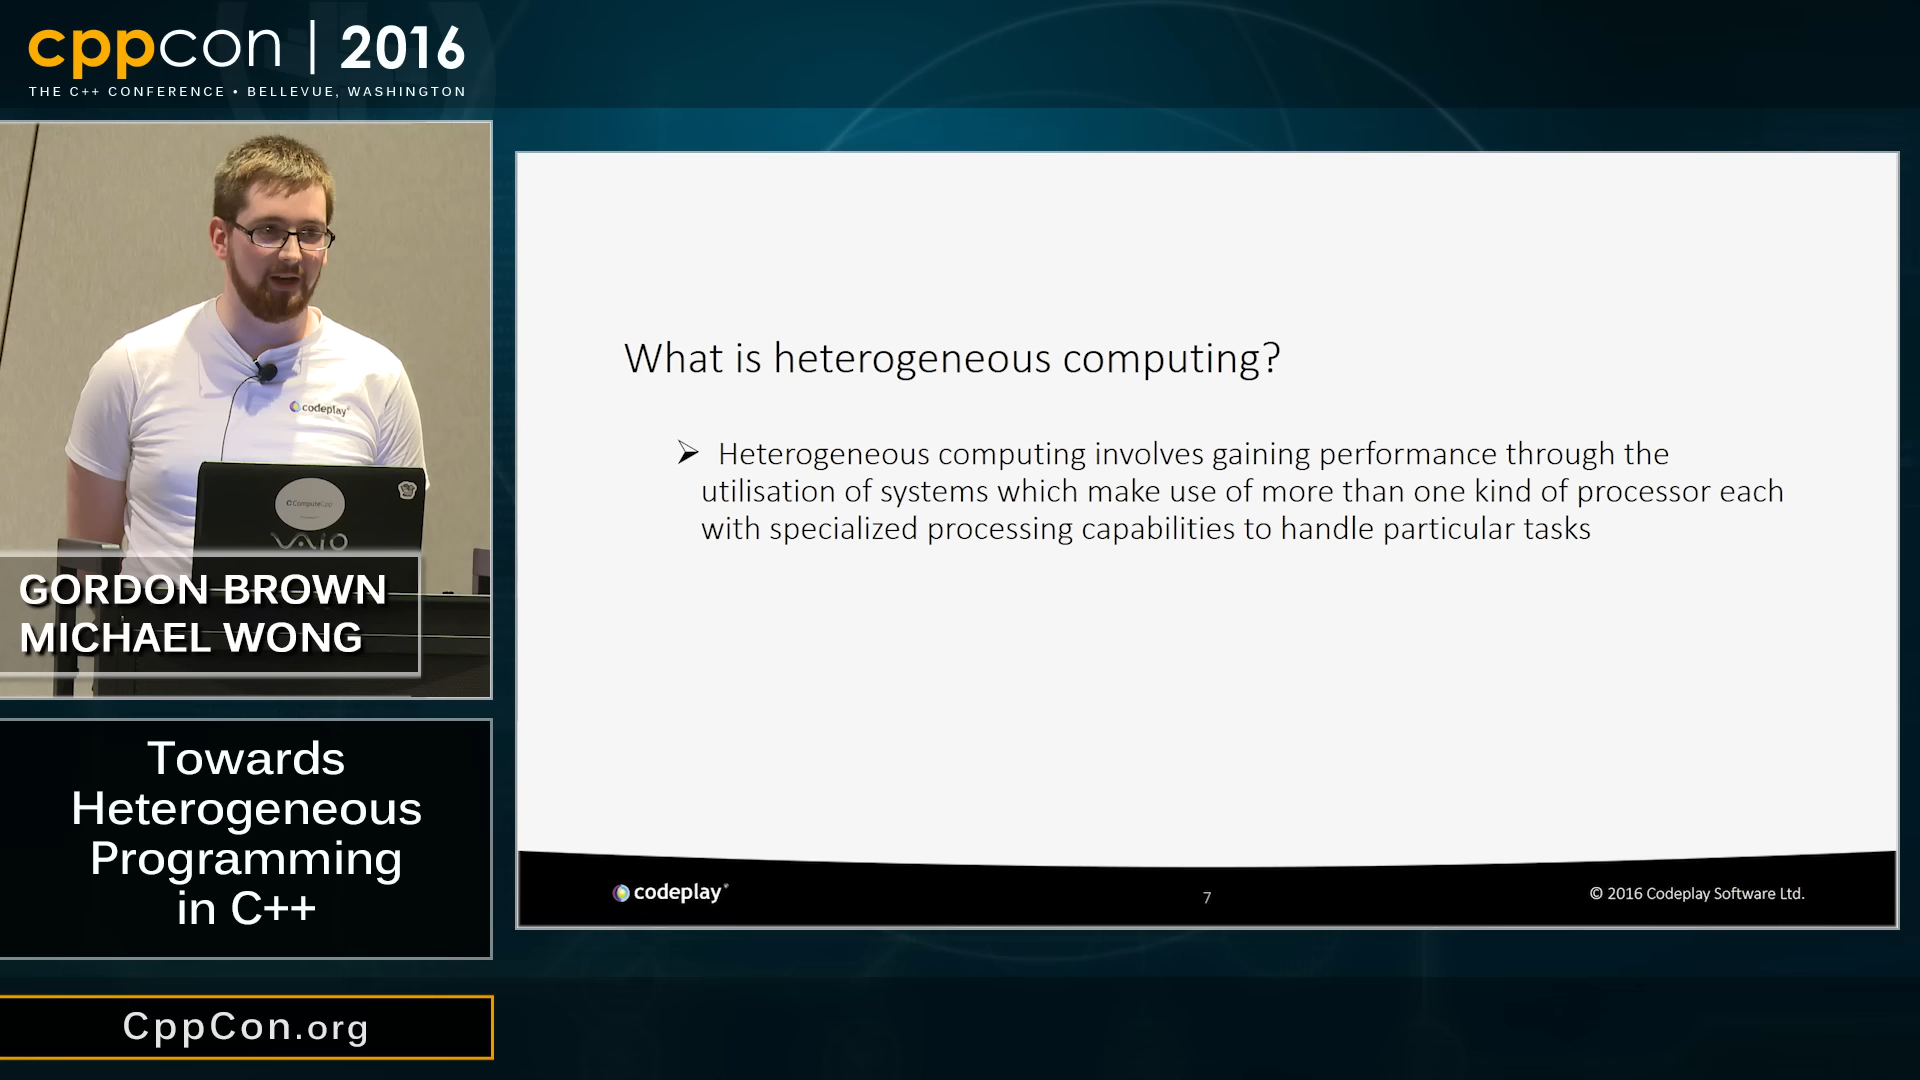 cppcon | 2016
THE C++ CONFERENCE • BELLEVUE, WASHINGTON
codeplay
ComputeCpp
VAIO
GORDON BROWN
MICHAEL WONG
Towards
Heterogeneous
Programming
in C++
CppCon.org
What is heterogeneous computing?
➢ Heterogeneous computing involves gaining performance through the
utilisation of systems which make use of more than one kind of processor each
with specialized processing capabilities to handle particular tasks
codeplay®
7
© 2016 Codeplay Software Ltd.